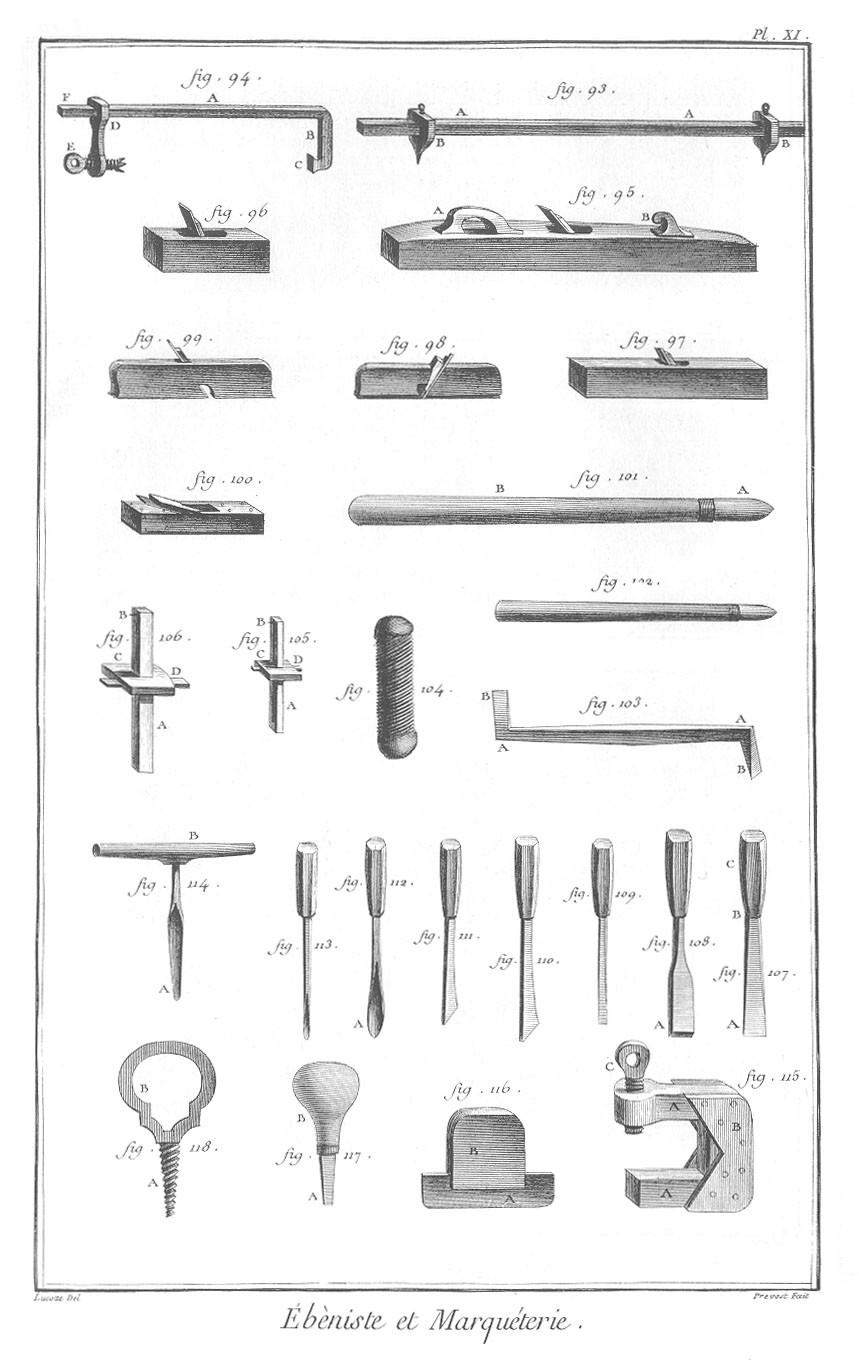 Pl. XI.
fig. 94.
F
A
D
E
B
C
fig. 93.
A
A
B
B
fig. 96
fig. 95.
A
B
fig. 99.
fig. 98.
fig. 97.
fig. 100.
fig. 101.
B
A
fig. 102.
B
fig. 106.
C
D
A
B
fig. 105.
C
D
A
fig. 104.
fig. 103.
B
A
A
B
B
fig. 114.
A
fig. 113.
fig. 112.
A
fig. 111.
fig. 110.
fig. 109.
fig. 108.
A
C
B
fig. 107.
A
B
fig. 118.
A
B
fig. 117.
A
fig. 116.
B
A
C
fig. 115.
A
B
A
Lucotte Del.
Prevost Fecit
Ébèniste et Marquéterie.